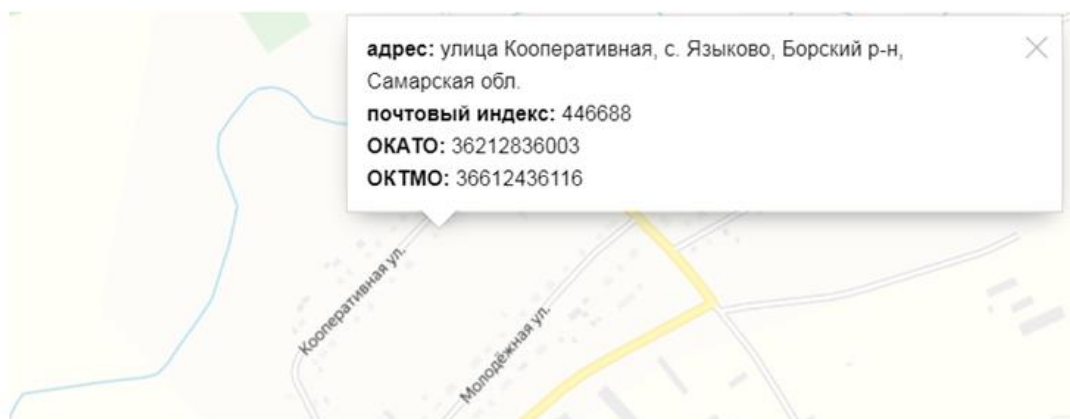 адрес: улица Кооперативная, с. Языково, Борский р-н,
Самарская обл.
почтовый индекс: 446688
ОКАТО: 36212836003
ОКТМО: 36612436116
Кооперативная ул.
Молодёжная ул.